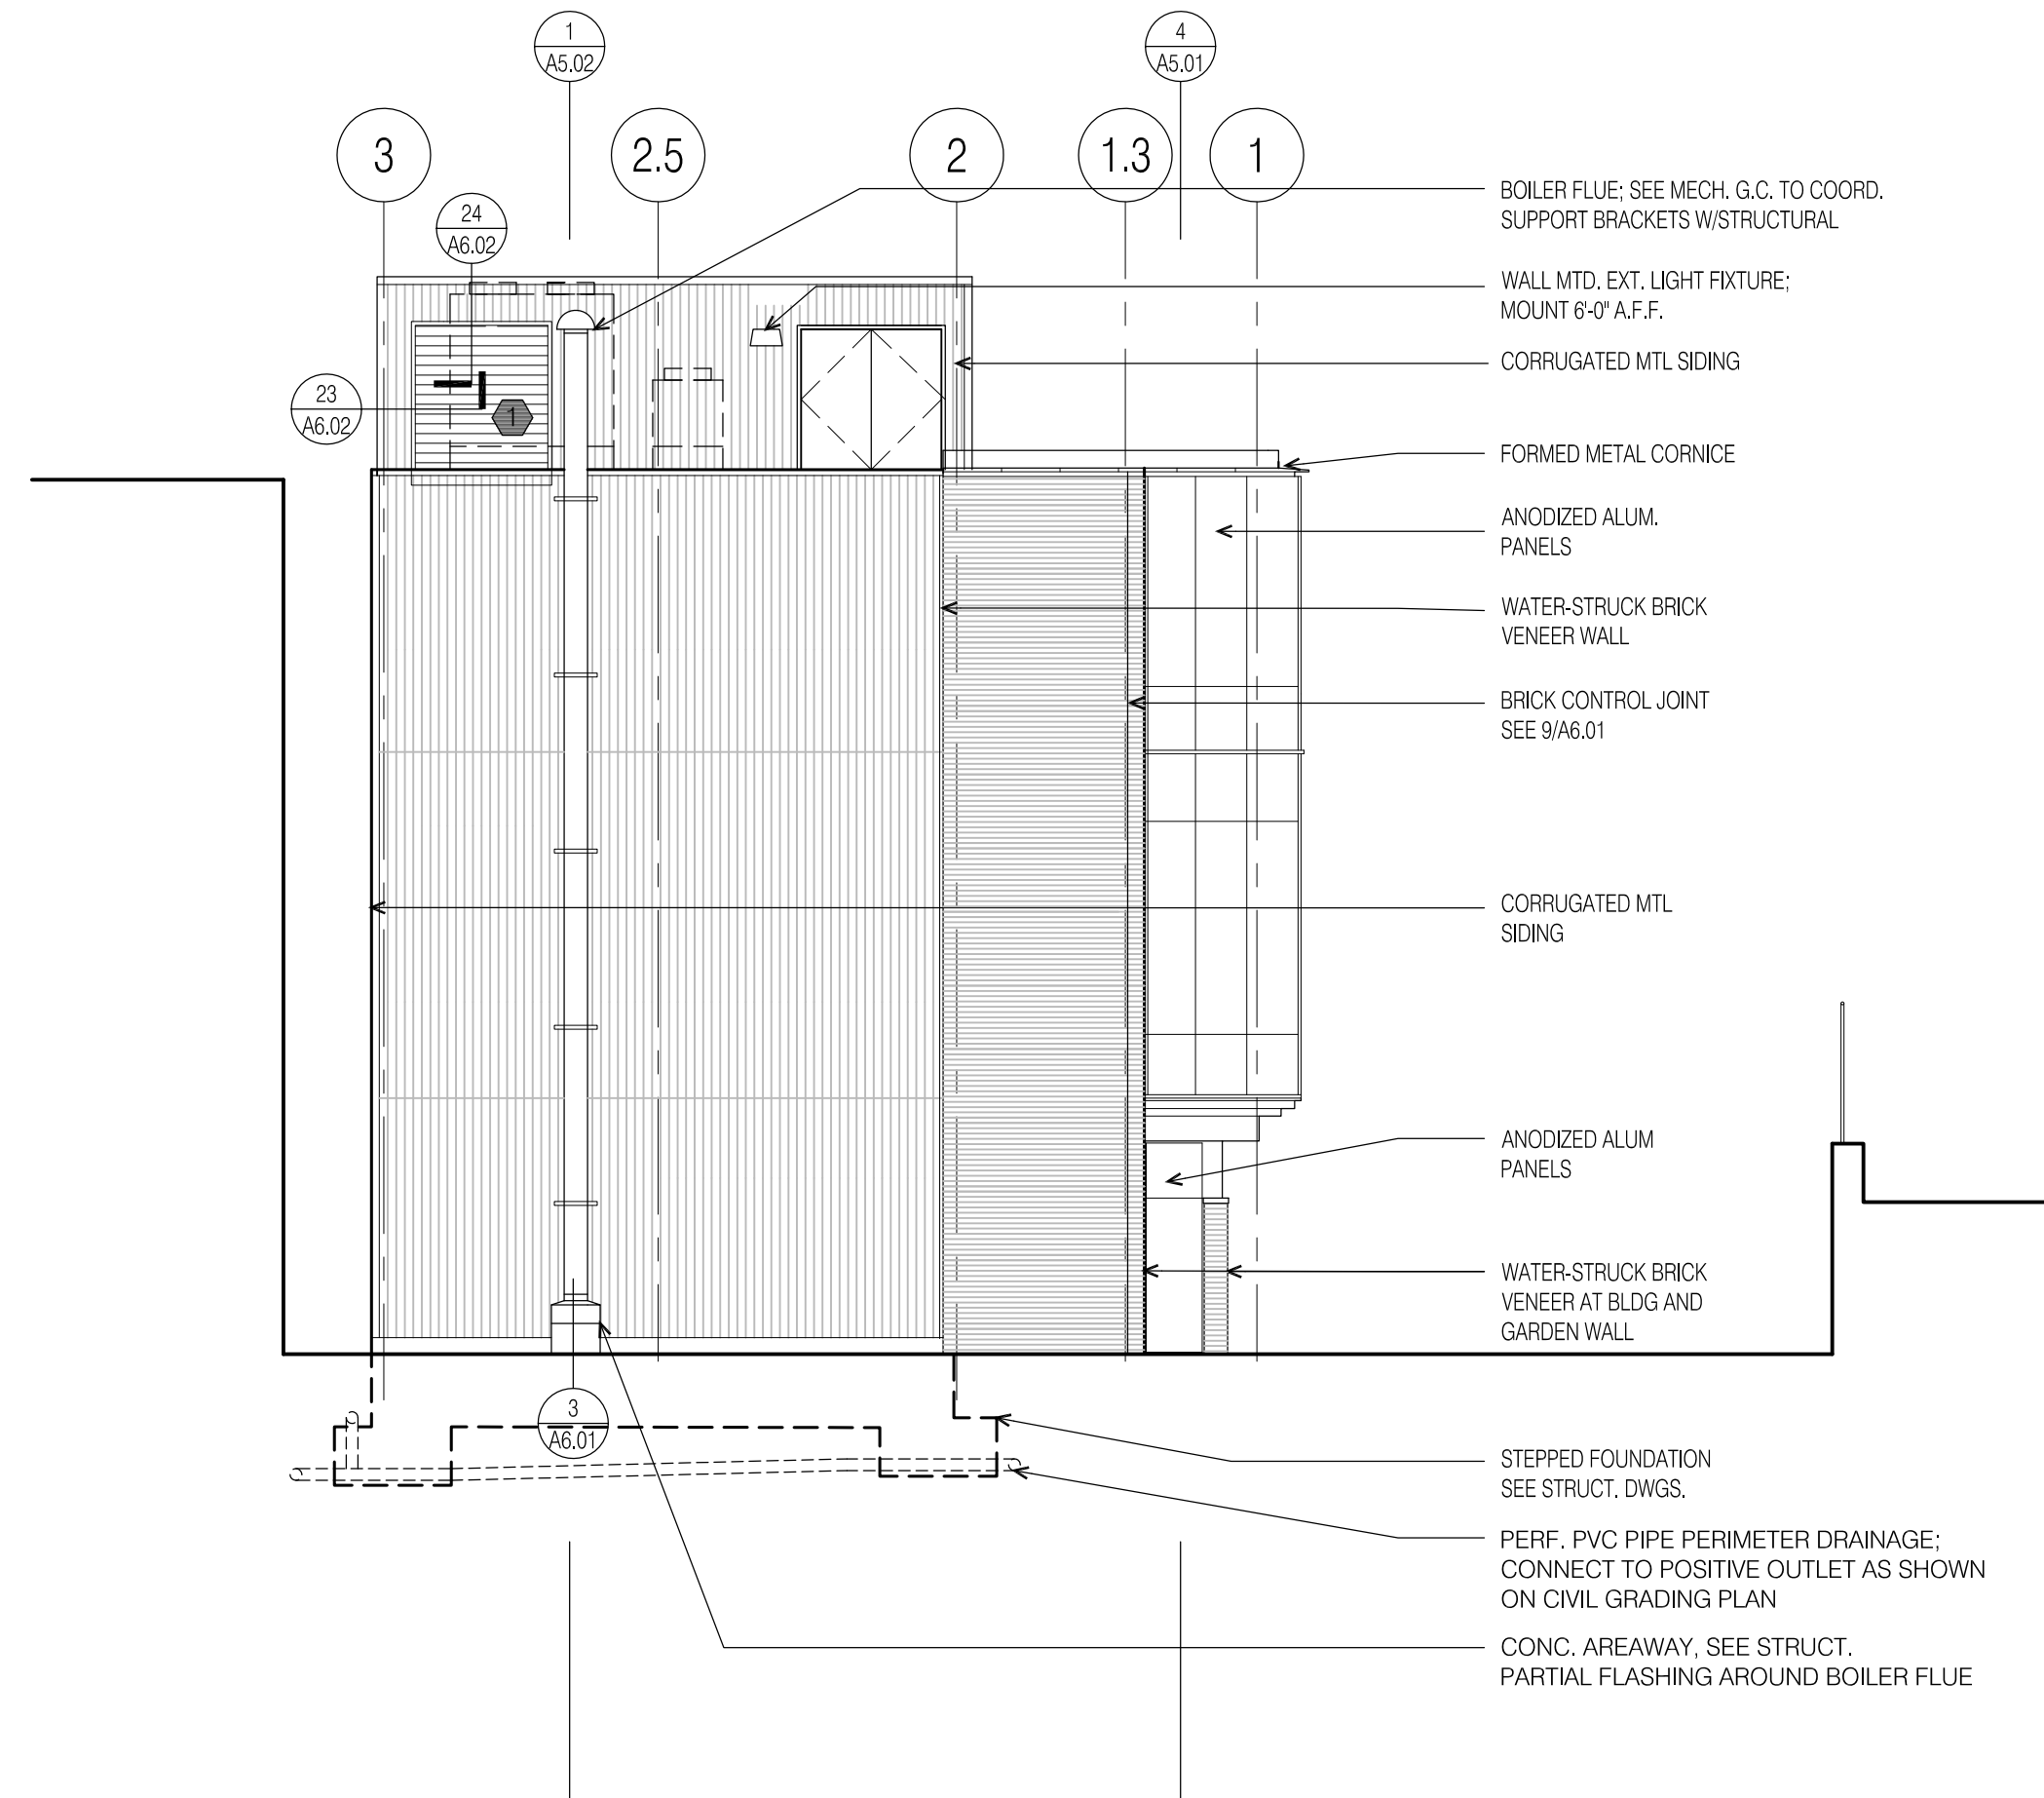 1
A5.02
4
A5.01
3
2.5
2
1.3
1
24
A6.02
23
A6.02
1
BOILER FLUE; SEE MECH. G.C. TO COORD.
SUPPORT BRACKETS W/STRUCTURAL
WALL MTD. EXT. LIGHT FIXTURE;
MOUNT 6'-0" A.F.F.
CORRUGATED MTL SIDING
FORMED METAL CORNICE
ANODIZED ALUM.
PANELS
WATER-STRUCK BRICK
VENEER WALL
BRICK CONTROL JOINT
SEE 9/A6.01
CORRUGATED MTL
SIDING
ANODIZED ALUM
PANELS
WATER-STRUCK BRICK
VENEER AT BLDG AND
GARDEN WALL
3
A6.01
STEPPED FOUNDATION
SEE STRUCT. DWGS.
PERF. PVC PIPE PERIMETER DRAINAGE;
CONNECT TO POSITIVE OUTLET AS SHOWN
ON CIVIL GRADING PLAN
CONC. AREAWAY, SEE STRUCT.
PARTIAL FLASHING AROUND BOILER FLUE